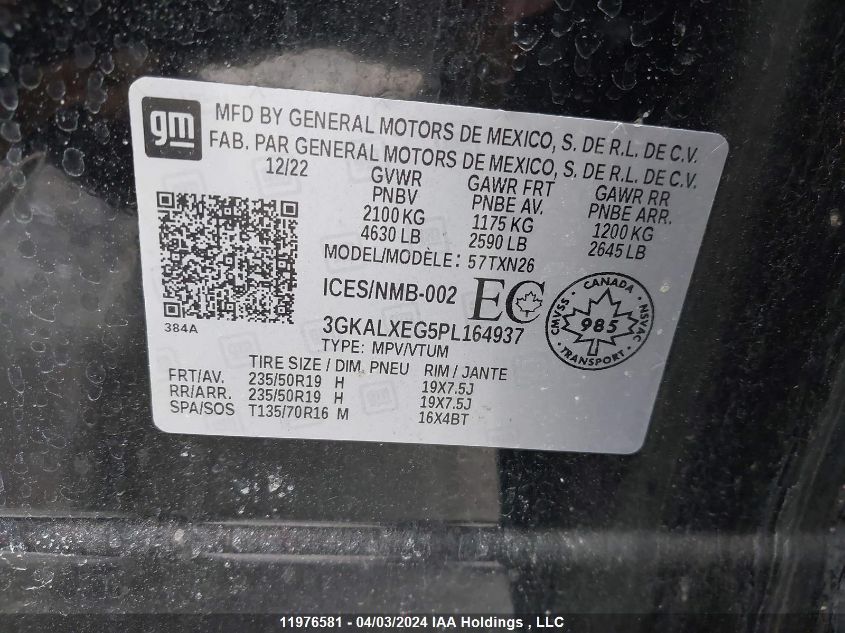 gm
MFD BY GENERAL MOTORS DE MEXICO, S. DE R.L. DE C.V.
FAB. PAR GENERAL MOTORS DE MEXICO, S. DE R.L. DE C.V.
12/22 GVWR GAWR FRT GAWR RR
PNBV PNBE AV. PNBE ARR.
2100 KG 1175 KG 1200 KG
4630 LB 2590 LB 2645 LB
MODEL/MODÈLE: 57TXN26
ICES/NMB-002 EC
CANADA
CMVSS 985 NSVAC
TRANSPORT
384A
3GKALXEG5PL164937
TYPE: MPV/VTUM
TIRE SIZE / DIM. PNEU RIM / JANTE
FRT/AV. 235/50R19 H 19X7.5J
RR/ARR. 235/50R19 H 19X7.5J
SPA/SOS T135/70R16 M 16X4BT
11976581 - 04/03/2024 IAA Holdings , LLC